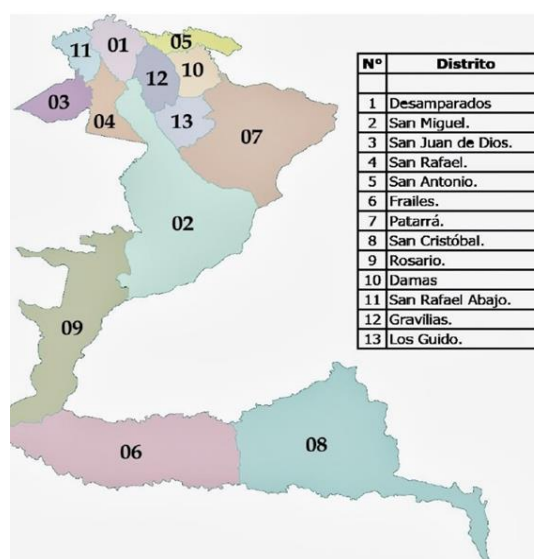 05
01
11
12
10
03
04
13
07
02
09
06
08
Nº Distrito
1 Desamparados
2 San Miguel.
3 San Juan de Dios.
4 San Rafael.
5 San Antonio.
6 Frailes.
7 Patarrá.
8 San Cristóbal.
9 Rosario.
10 Damas
11 San Rafael Abajo.
12 Gravílias.
13 Los Guido.